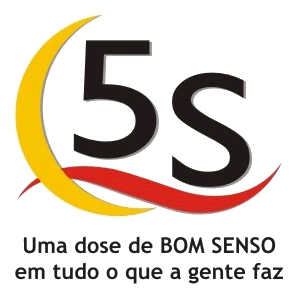 5S
Uma dose de BOM SENSO
em tudo o que a gente faz